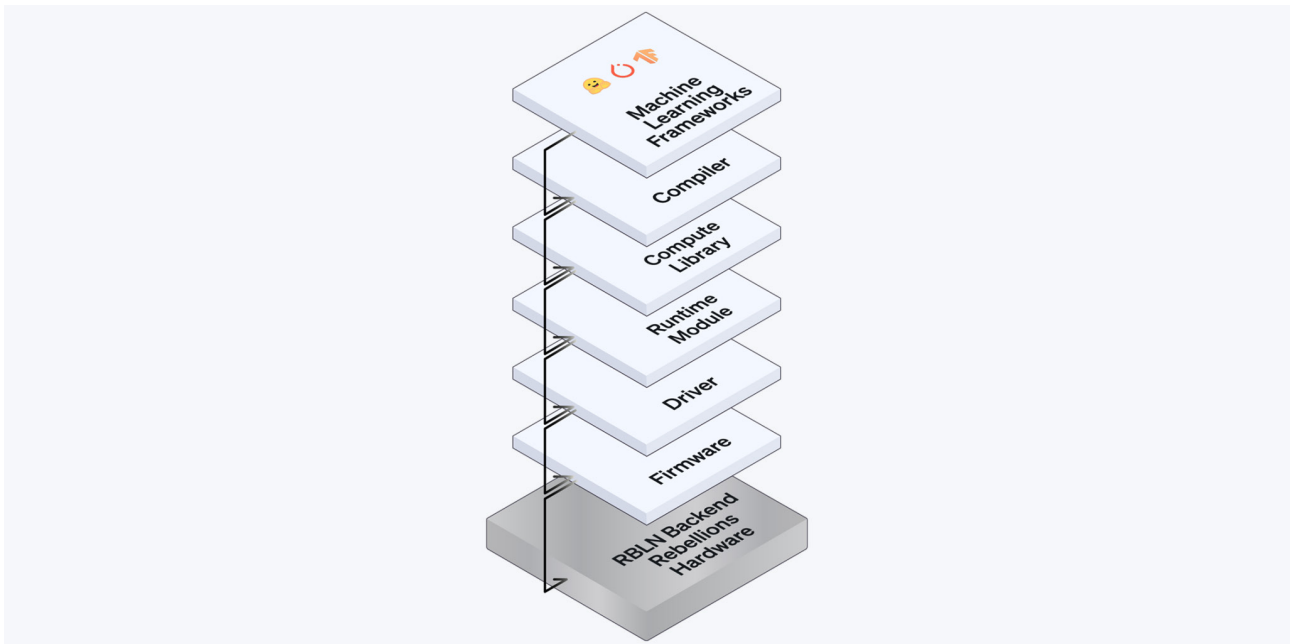 Machine
Learning
Frameworks
Compiler
Compute
Library
Runtime
Module
Driver
Firmware
RBLN Backend
Rebellions
Hardware